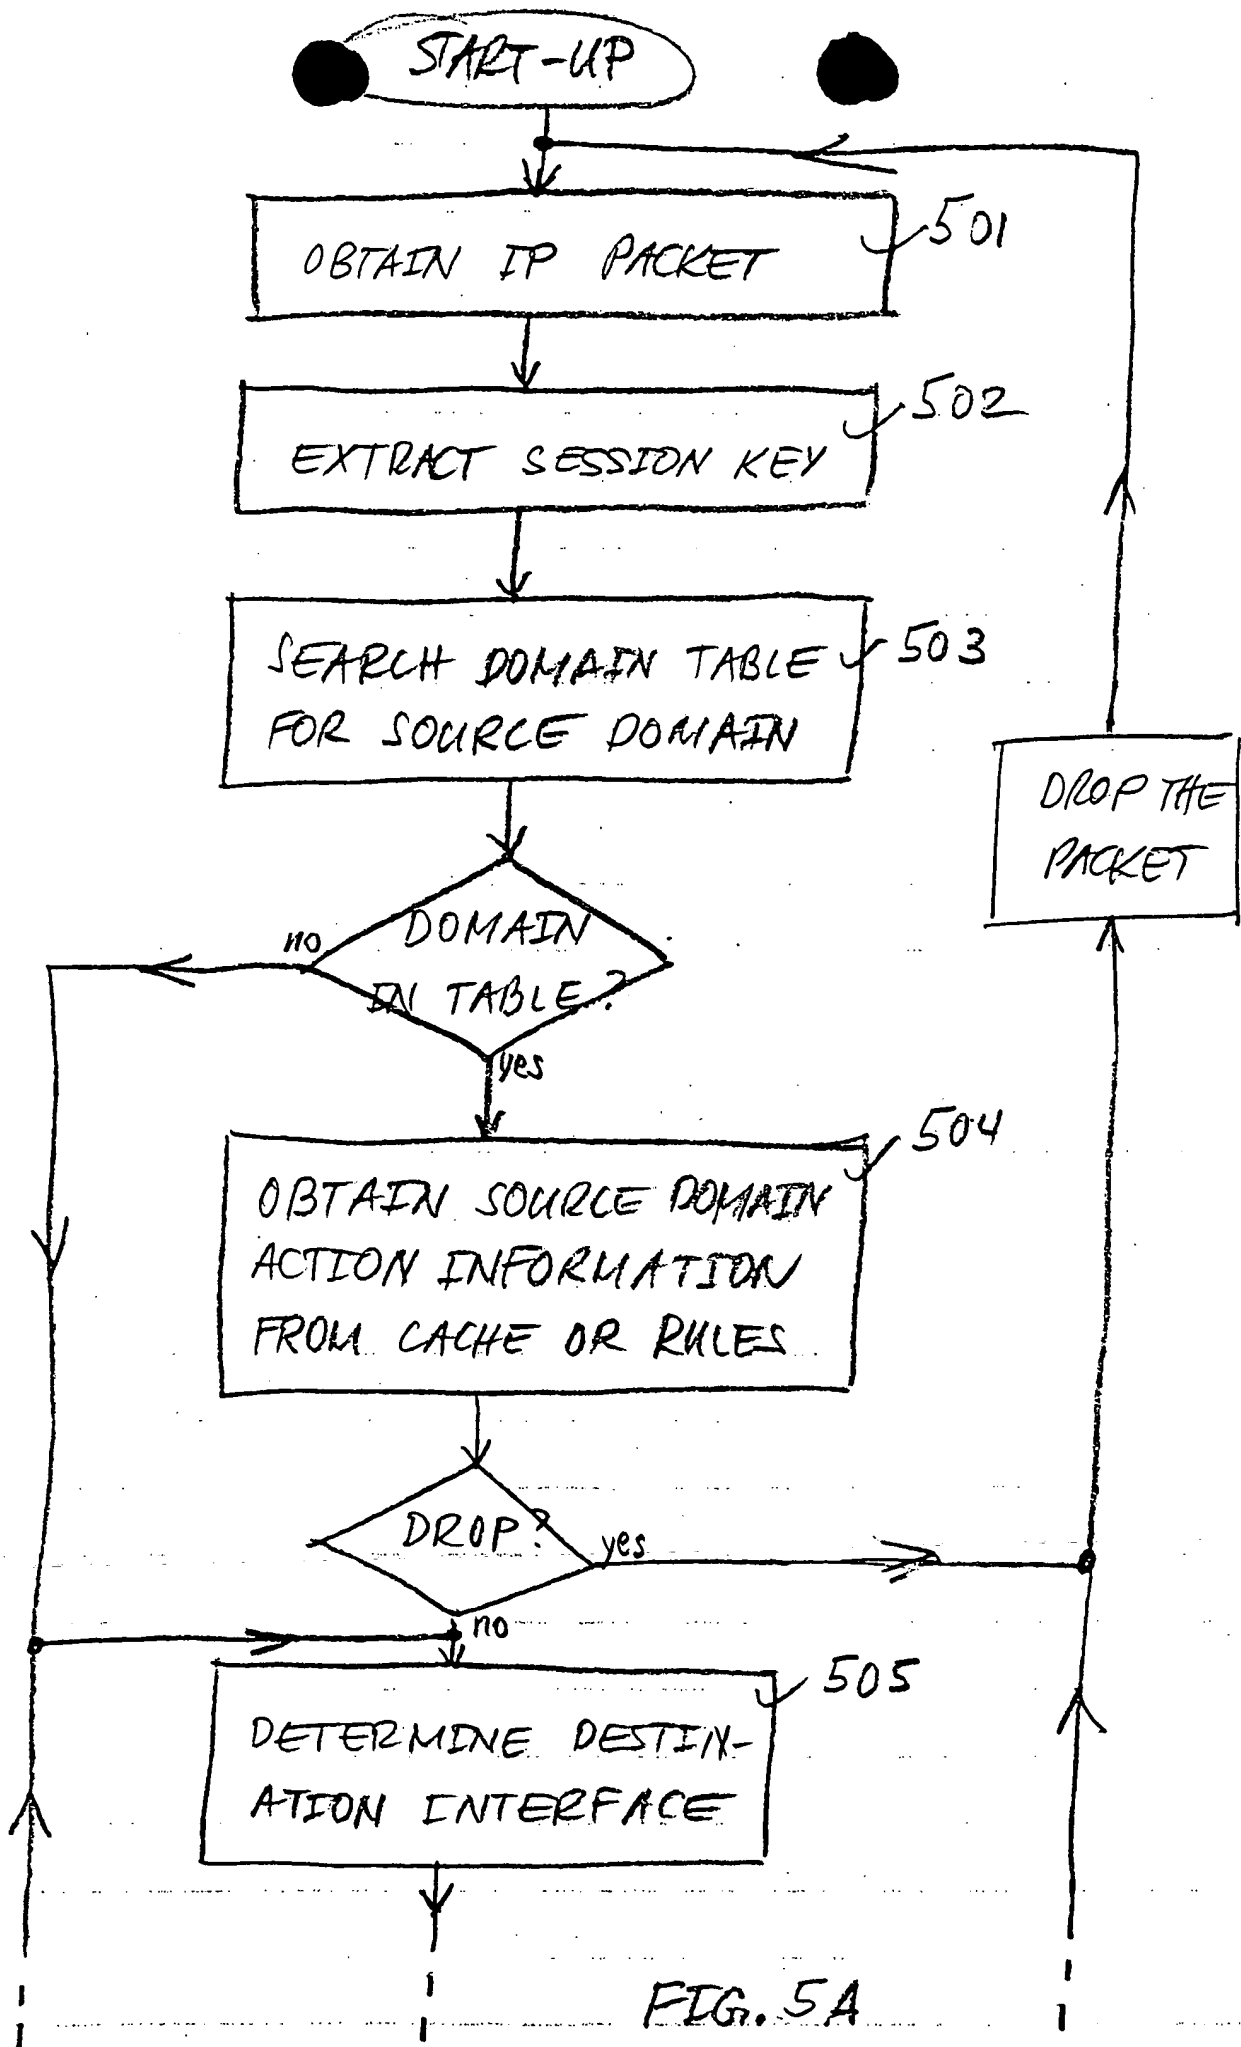 START-UP
501
OBTAIN IP PACKET
502
EXTRACT SESSION KEY
503
SEARCH DOMAIN TABLE
FOR SOURCE DOMAIN
DROP THE
PACKET
DOMAIN
IN TABLE?
no
yes
504
OBTAIN SOURCE DOMAIN
ACTION INFORMATION
FROM CACHE OR RULES
DROP?
yes
no
505
DETERMINE DESTIN-
ATION INTERFACE
FIG. 5A